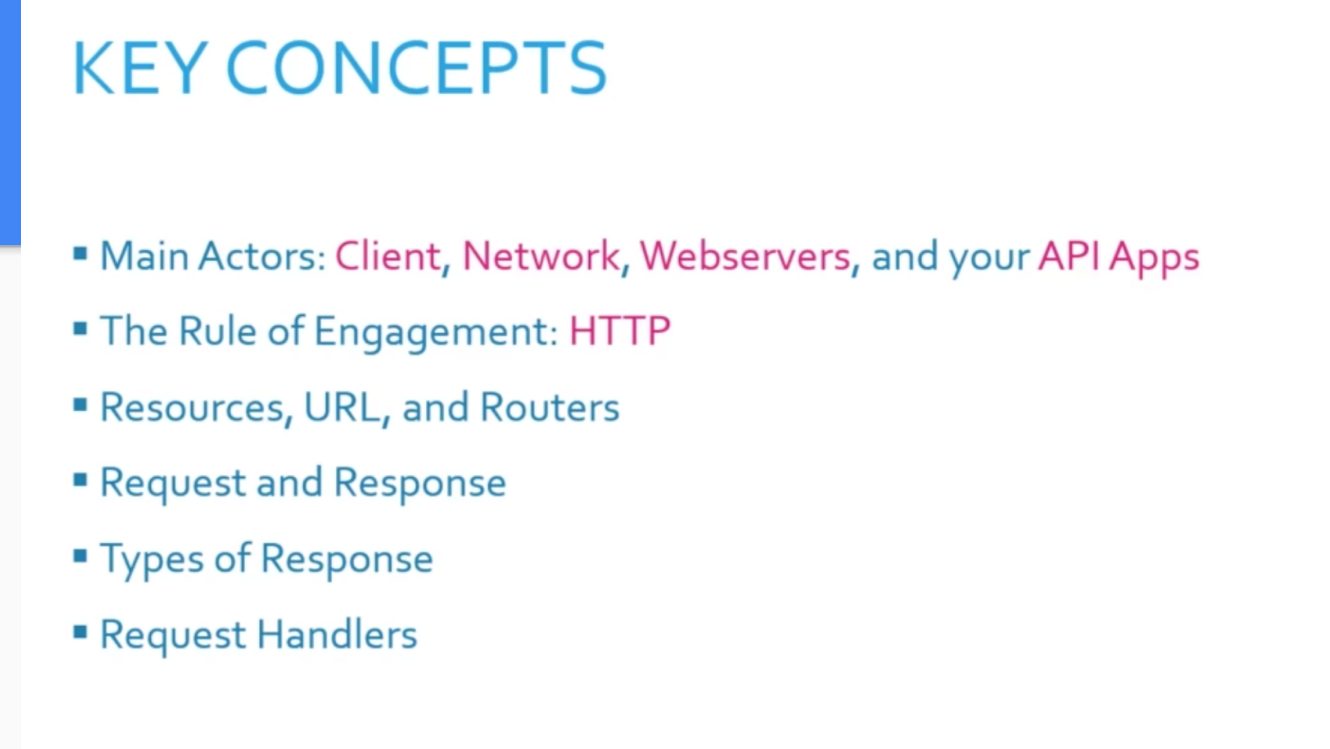 KEY CONCEPTS
▪ Main Actors: Client, Network, Webservers, and your API Apps
▪ The Rule of Engagement: HTTP
▪ Resources, URL, and Routers
▪ Request and Response
▪ Types of Response
▪ Request Handlers